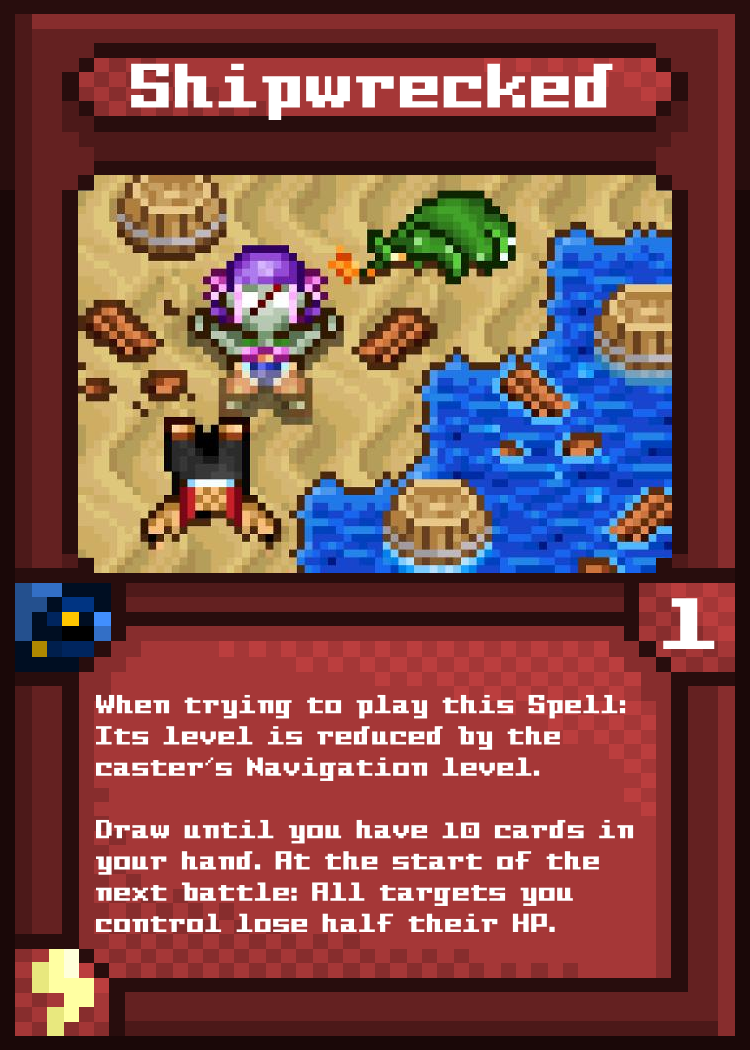 Shipwrecked
1
When trying to play this Spell:
Its level is reduced by the
caster's Navigation level.
Draw until you have 10 cards in
your hand. At the start of the
next battle: All targets you
control lose half their HP.